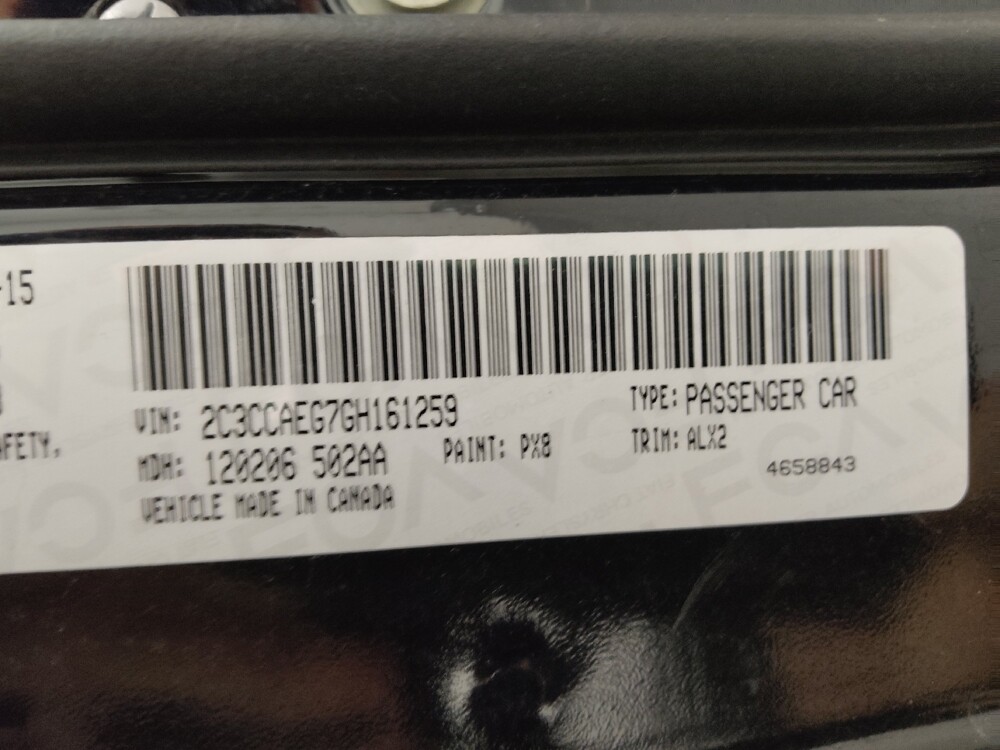 -15
VIN: 2C3CCAEG7GH161259
TYPE: PASSENGER CAR
AFETY,
MDH: 120206 502AA
PAINT: PX8
TRIM: ALX2
VEHICLE MADE IN CANADA
4658843